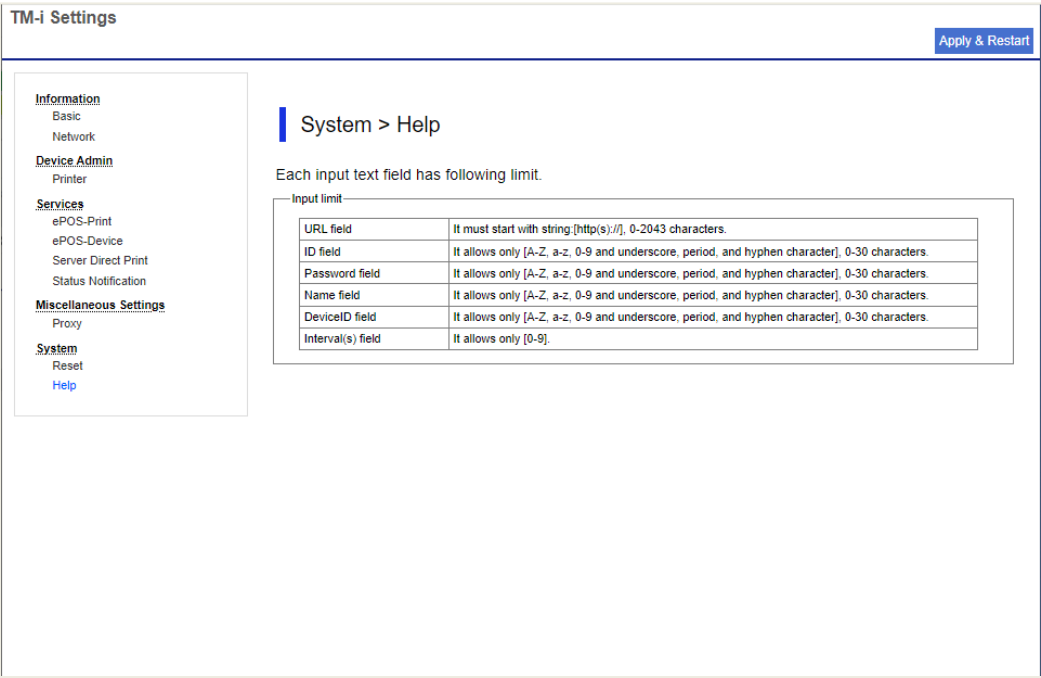 TM-i Settings
Apply & Restart
Information
Basic
Network
Device Admin
Printer
Services
ePOS-Print
ePOS-Device
Server Direct Print
Status Notification
Miscellaneous Settings
Proxy
System
Reset
Help
System > Help
Each input text field has following limit.
Input limit
URL field It must start with string:[http(s)://], 0-2043 characters.
ID field It allows only [A-Z, a-z, 0-9 and underscore, period, and hyphen character], 0-30 characters.
Password field It allows only [A-Z, a-z, 0-9 and underscore, period, and hyphen character], 0-30 characters.
Name field It allows only [A-Z, a-z, 0-9 and underscore, period, and hyphen character], 0-30 characters.
DeviceID field It allows only [A-Z, a-z, 0-9 and underscore, period, and hyphen character], 0-30 characters.
Interval(s) field It allows only [0-9].